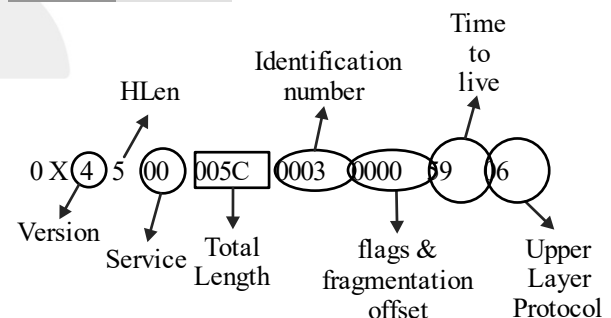 Time
to
live
Identification
number
HLen
0 X 4 5 00 005C 0003 0000 59 06
Version
Service
Total
Length
flags &
fragmentation
offset
Upper
Layer
Protocol